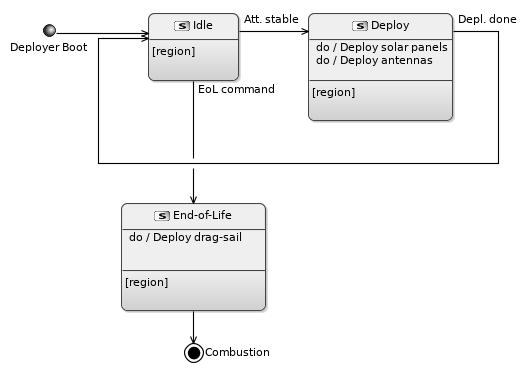 Deployer Boot
S Idle
[region]
Att. stable
S Deploy
do / Deploy solar panels
do / Deploy antennas
[region]
Depl. done
EoL command
S End-of-Life
do / Deploy drag-sail
[region]
Combustion